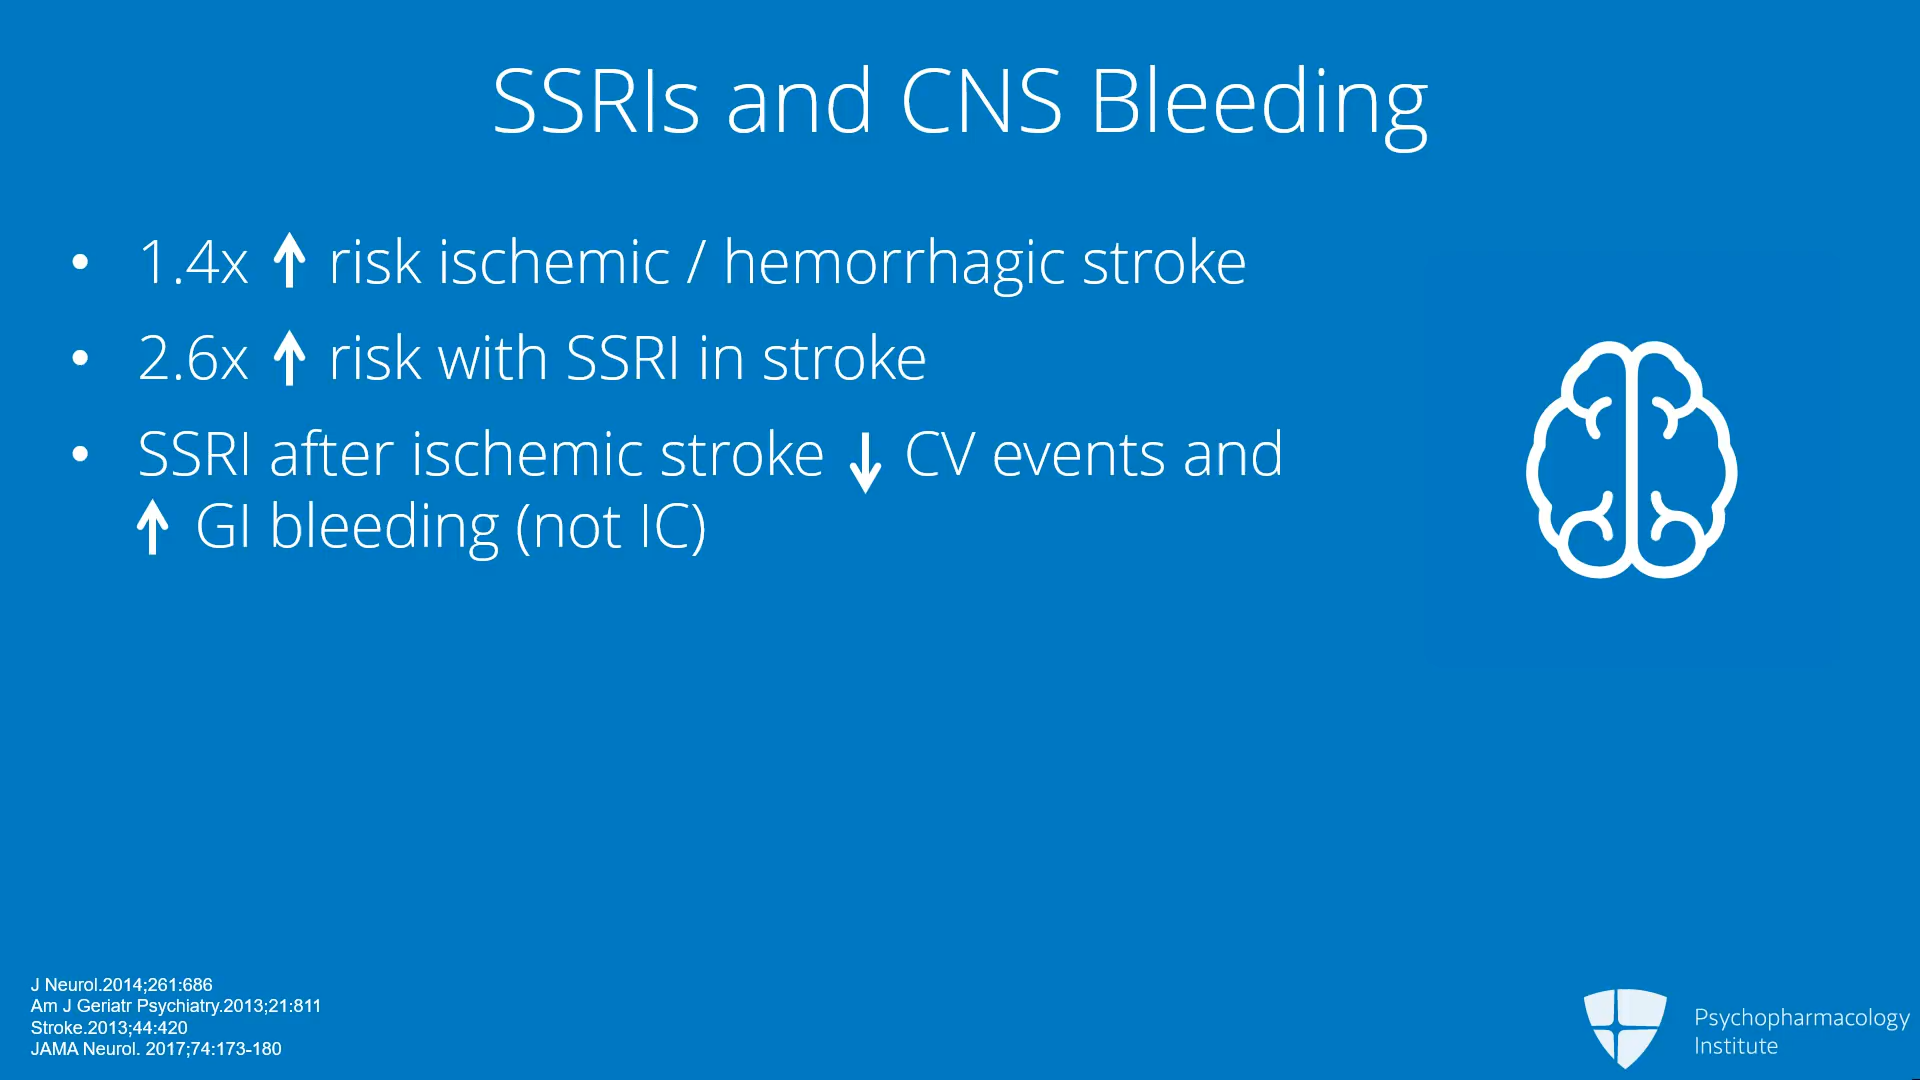 SSRIs and CNS Bleeding
• 1.4x ↑ risk ischemic / hemorrhagic stroke
• 2.6x ↑ risk with SSRI in stroke
• SSRI after ischemic stroke ↓ CV events and
↑ GI bleeding (not IC)
J Neurol.2014;261:686
Am J Geriatr Psychiatry.2013;21:811
Stroke.2013;44:420
JAMA Neurol. 2017;74:173-180
Psychopharmacology
Institute